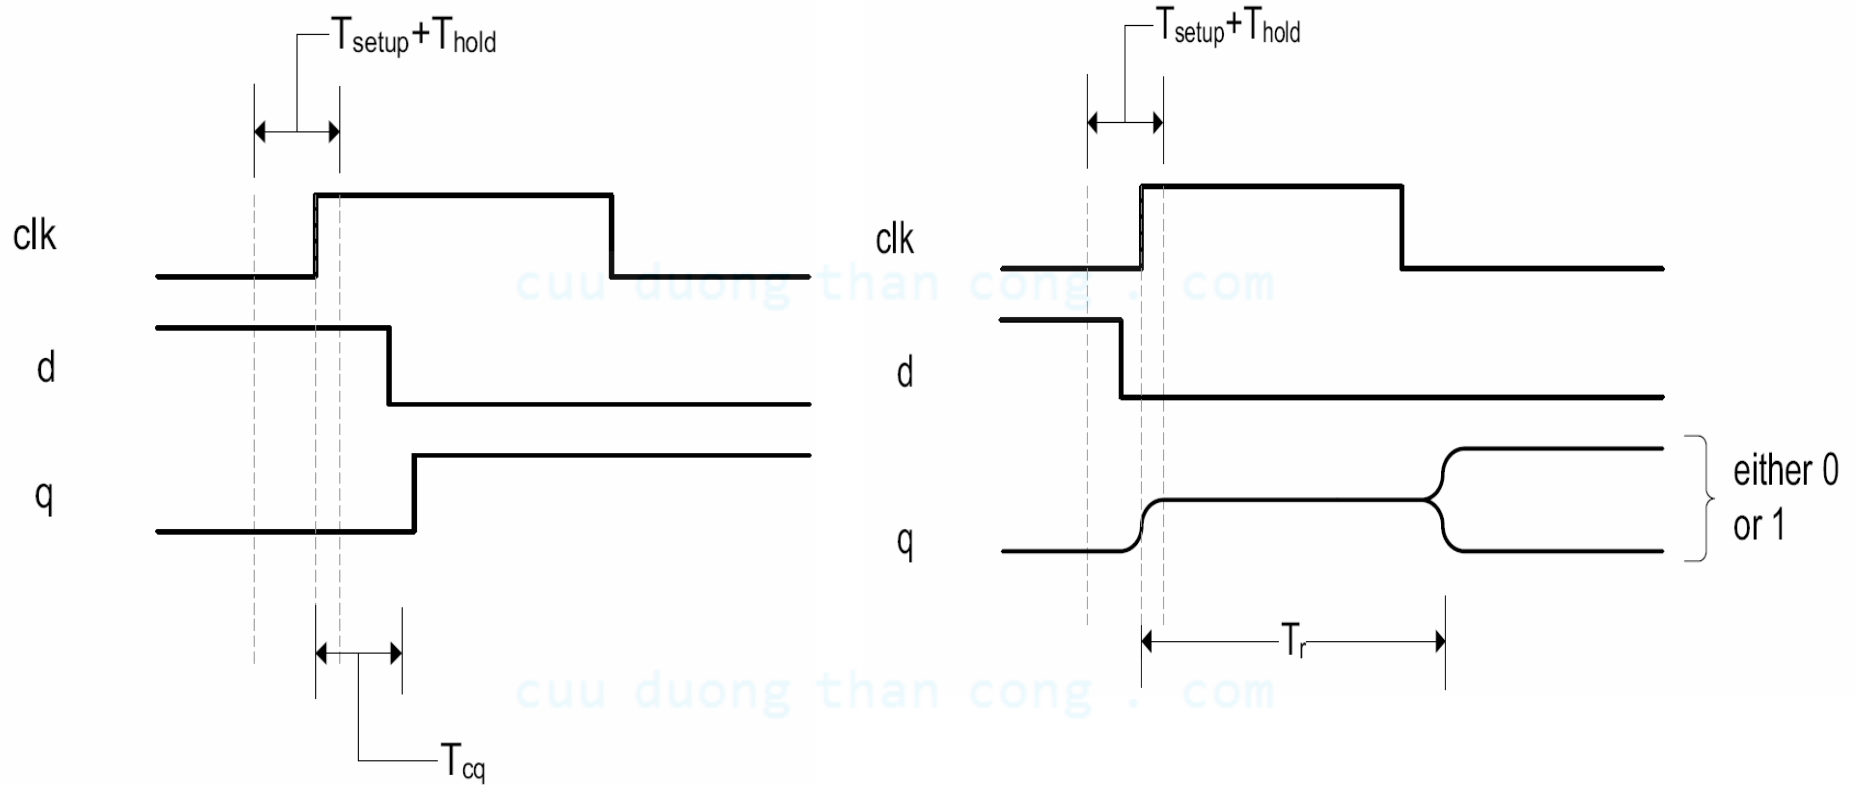 Tsetup+Thold
clk
d
q
Tcq
Tsetup+Thold
clk
d
q
either 0
or 1
Tr
cuu duong than cong . com
cuu duong than cong . com